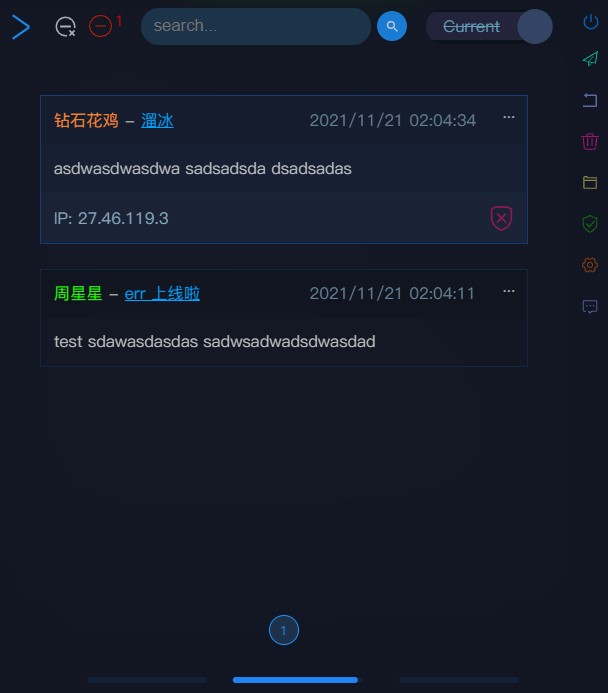 1
search...
Current
钻石花鸡 – 溜冰 2021/11/21 02:04:34 ...
asdwasdwasdwa sadsadsda dsadsadas
IP: 27.46.119.3
周星星 – err 上线啦 2021/11/21 02:04:11 ...
test sdawasdasdas sadwsadwadsdwasdad
1